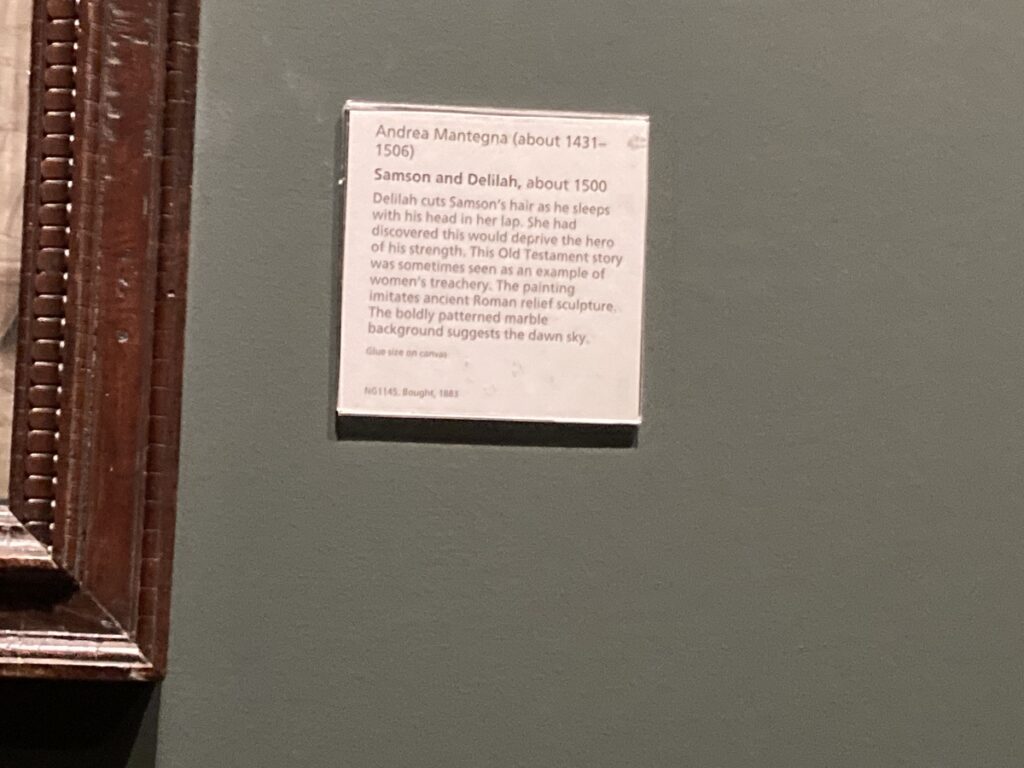 Andrea Mantegna (about 1431–
1506)
Samson and Delilah, about 1500
Delilah cuts Samson's hair as he sleeps
with his head in her lap. She had
discovered this would deprive the hero
of his strength. This Old Testament story
was sometimes seen as an example of
women's treachery. The painting
imitates ancient Roman relief sculpture.
The boldly patterned marble
background suggests the dawn sky.
Glue size on canvas
NG1145. Bought, 1883